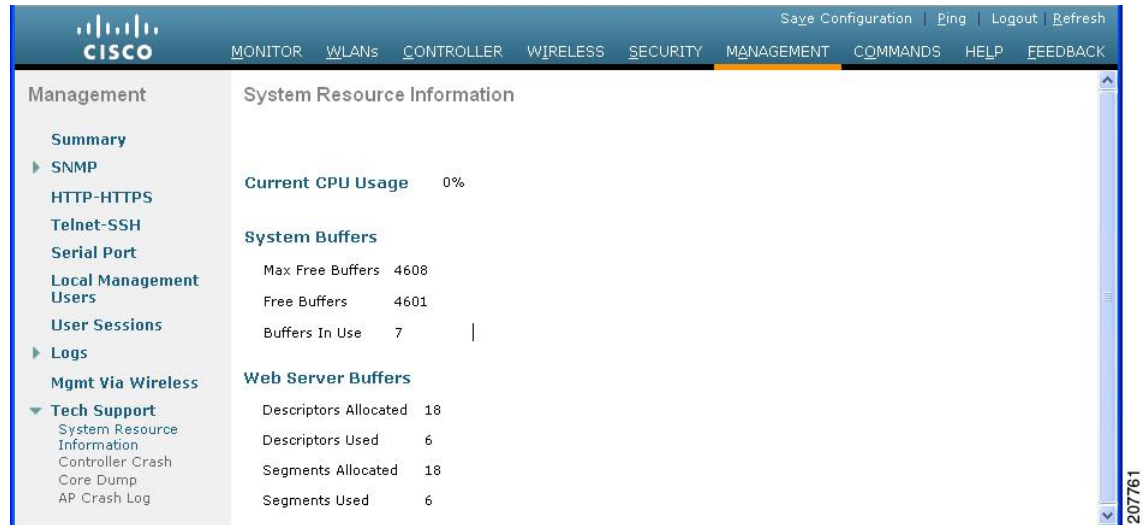 Save Configuration | Ping | Logout | Refresh
CISCO
MONITOR WLANs CONTROLLER WIRELESS SECURITY MANAGEMENT COMMANDS HELP FEEDBACK
Management
Summary
SNMP
HTTP-HTTPS
Telnet-SSH
Serial Port
Local Management
Users
User Sessions
Logs
Mgmt Via Wireless
Tech Support
System Resource
Information
Controller Crash
Core Dump
AP Crash Log
System Resource Information
Current CPU Usage 0%
System Buffers
Max Free Buffers 4608
Free Buffers 4601
Buffers In Use 7
Web Server Buffers
Descriptors Allocated 18
Descriptors Used 6
Segments Allocated 18
Segments Used 6
207761